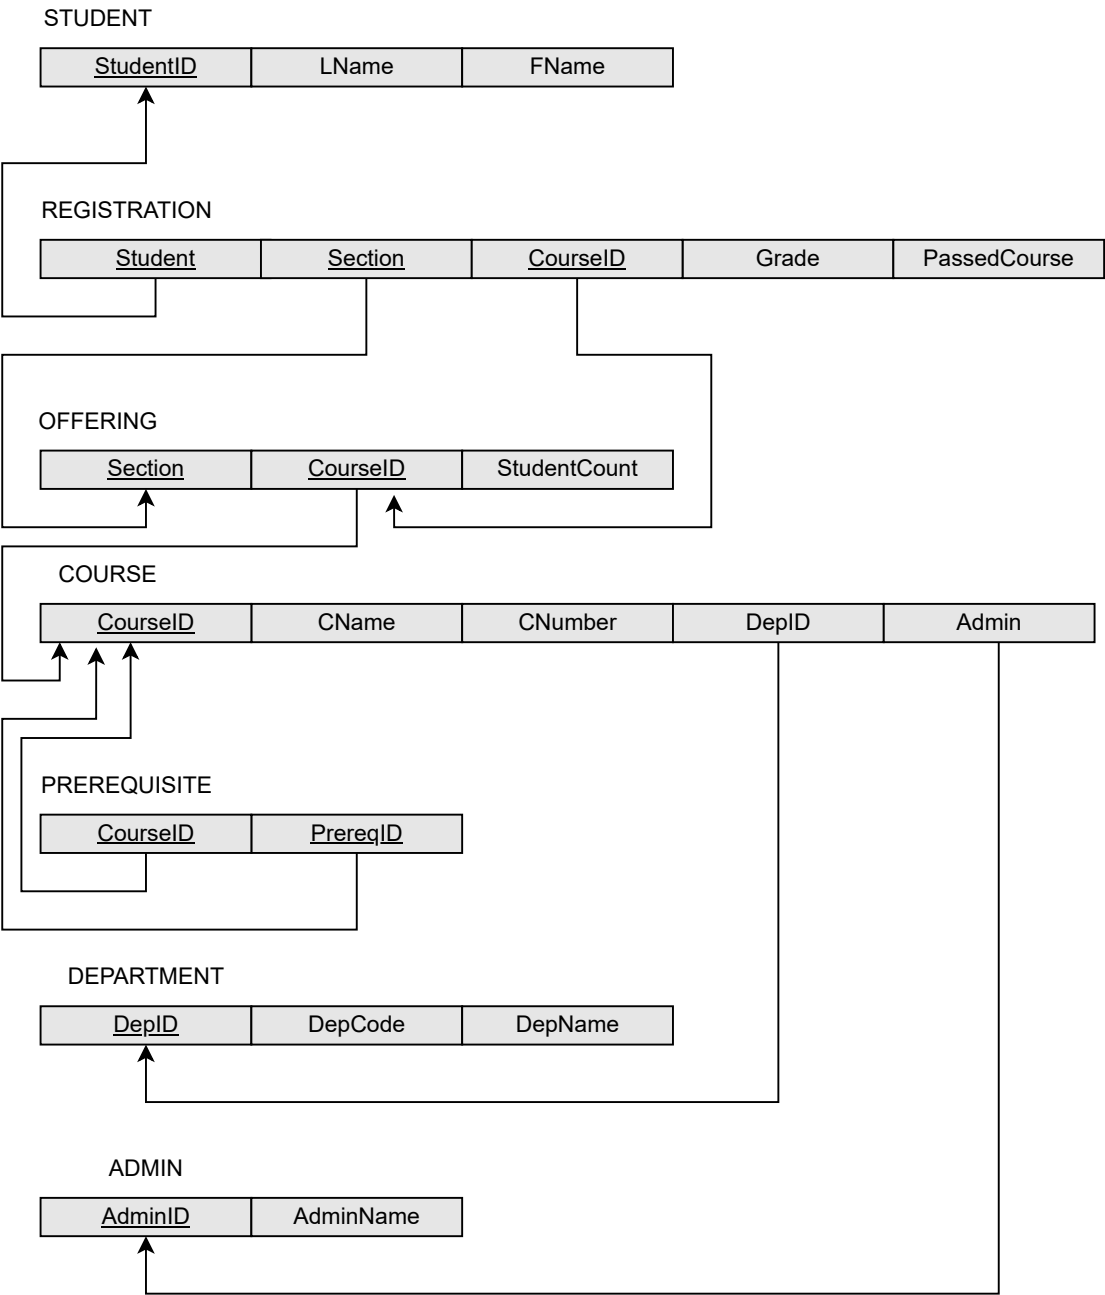 STUDENT
StudentID LName FName
REGISTRATION
Student Section CourseID Grade PassedCourse
OFFERING
Section CourseID StudentCount
COURSE
CourseID CName CNumber DepID Admin
PREREQUISITE
CourseID PrereqID
DEPARTMENT
DepID DepCode DepName
ADMIN
AdminID AdminName